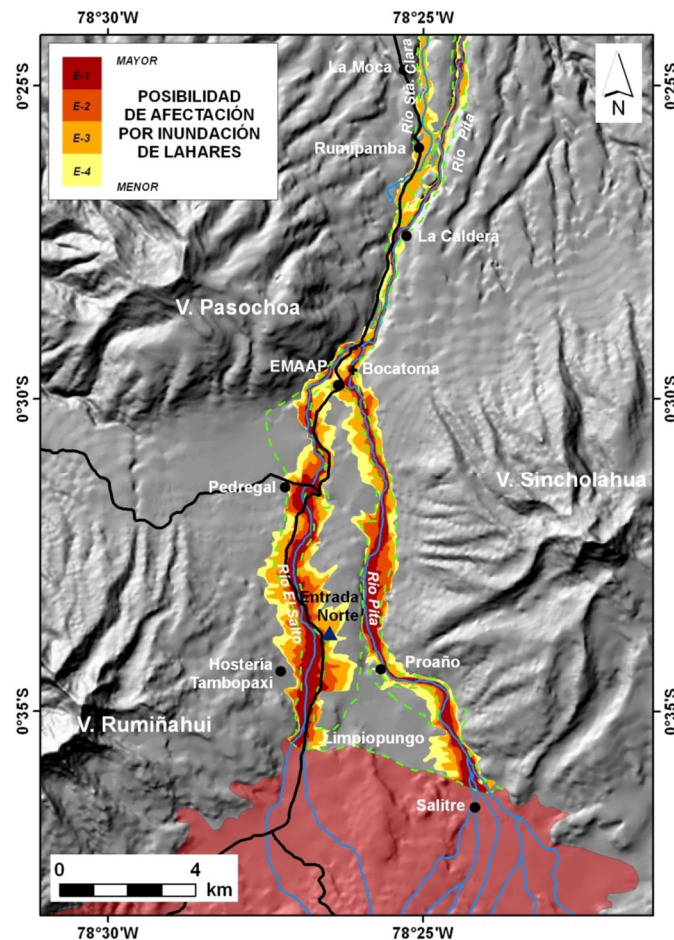 78°30'W
78°25'W
0°25'S
0°25'S
MAYOR
E-1
E-2
E-3
E-4
POSIBILIDAD
DE AFECTACIÓN
POR INUNDACIÓN
DE LAHARES
MENOR
N
La Moca
Río Sta. Clara
Río Pita
Rumipamba
La Caldera
V. Pasochoa
EMAAP
Bocatoma
0°30'S
0°30'S
V. Sincholahua
Pedregal
Río El Salto
Entrada
Norte
Río Pita
Hostería
Tambopaxi
Proaño
0°35'S
0°35'S
V. Rumiñahui
Limpiopungo
Salitre
0
4
km
78°30'W
78°25'W